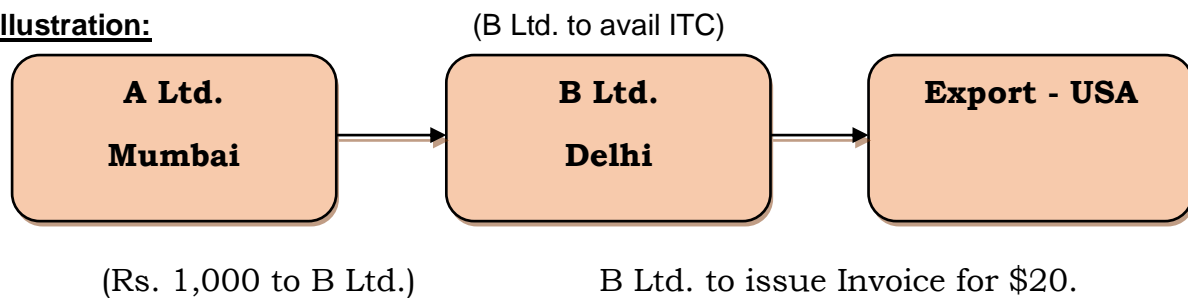 llustration: (B Ltd. to avail ITC)
A Ltd.
Mumbai
B Ltd.
Delhi
Export - USA
(Rs. 1,000 to B Ltd.) B Ltd. to issue Invoice for $20.